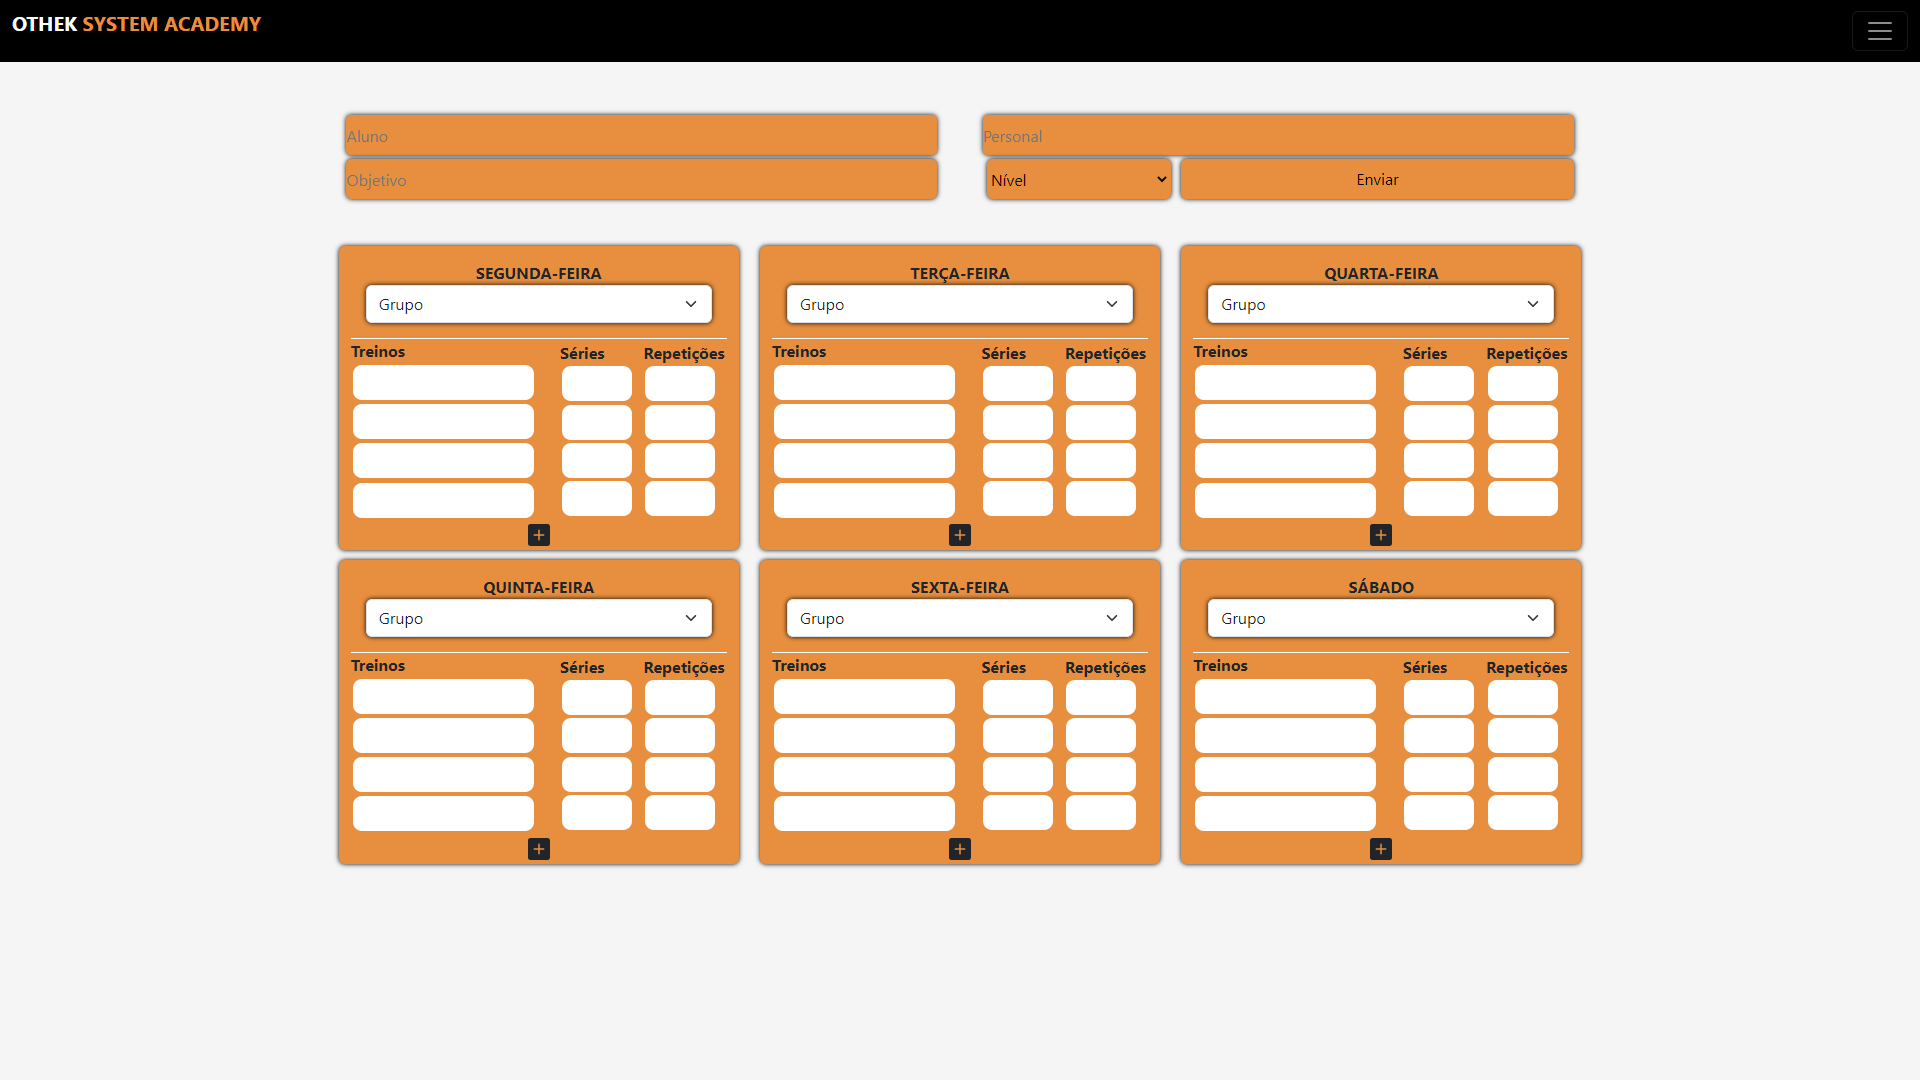 OTHEK SYSTEM ACADEMY
Aluno
Personal
Objetivo
Nível
Enviar
SEGUNDA-FEIRA
Grupo
Treinos Séries Repetições
TERÇA-FEIRA
Grupo
Treinos Séries Repetições
QUARTA-FEIRA
Grupo
Treinos Séries Repetições
QUINTA-FEIRA
Grupo
Treinos Séries Repetições
SEXTA-FEIRA
Grupo
Treinos Séries Repetições
SÁBADO
Grupo
Treinos Séries Repetições